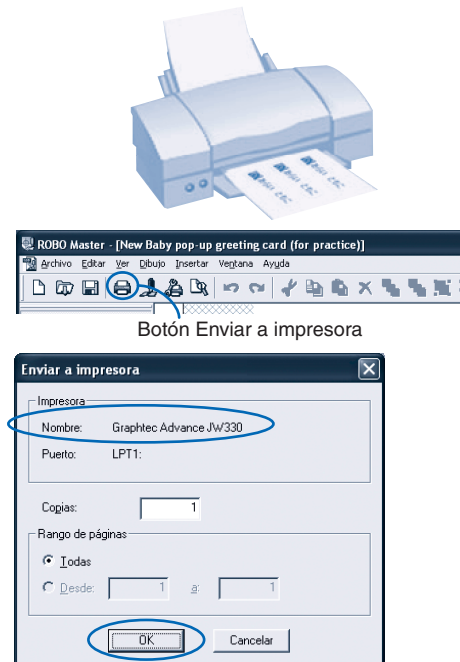 ROBO Master - [New Baby pop-up greeting card (for practice)]
Archivo Editar Ver Dibujo Insertar Ventana Ayuda
Botón Enviar a impresora
Enviar a impresora
Impresora
Nombre: Graphtec Advance JW330
Puerto: LPT1:
Copias: 1
Rango de páginas
Todas
Desde: 1 a: 1
OK Cancelar